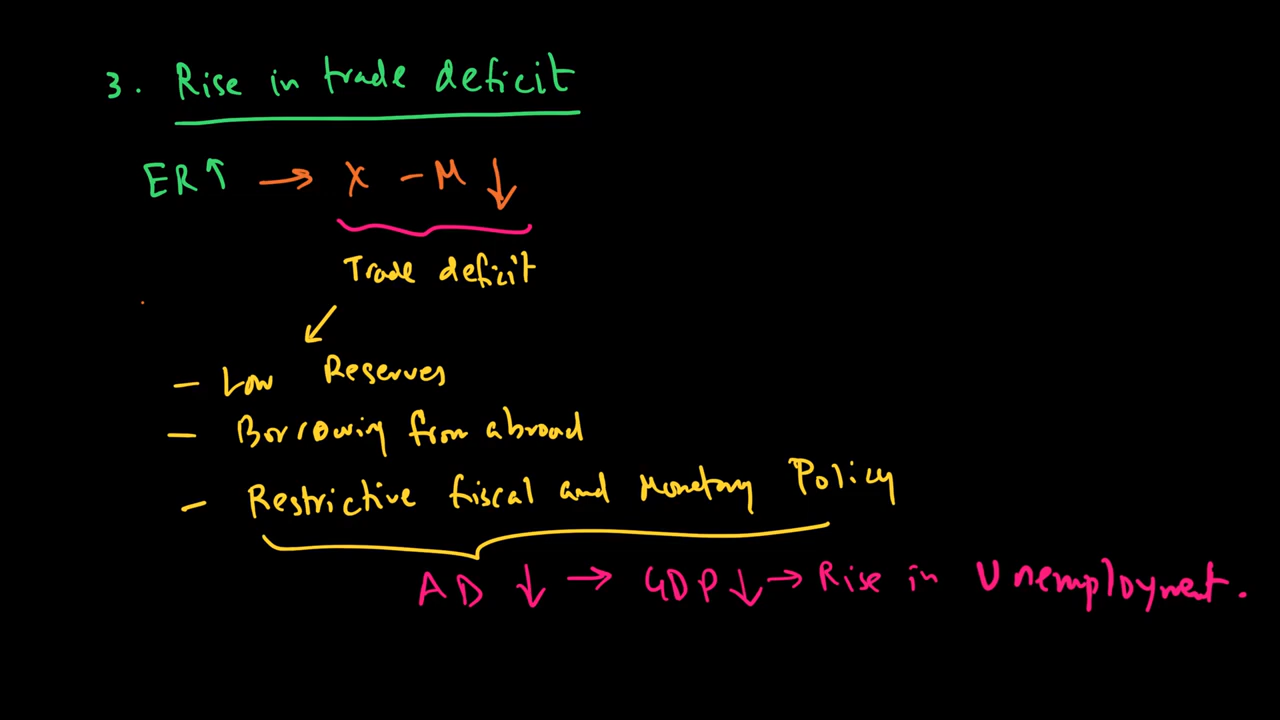 3. Rise in trade deficit
ER↑ → X - M ↓
Trade deficit
- Low Reserves
- Borrowing from abroad
- Restrictive fiscal and Monetary Policy
AD ↓ → GDP ↓ → Rise in Unemployment.